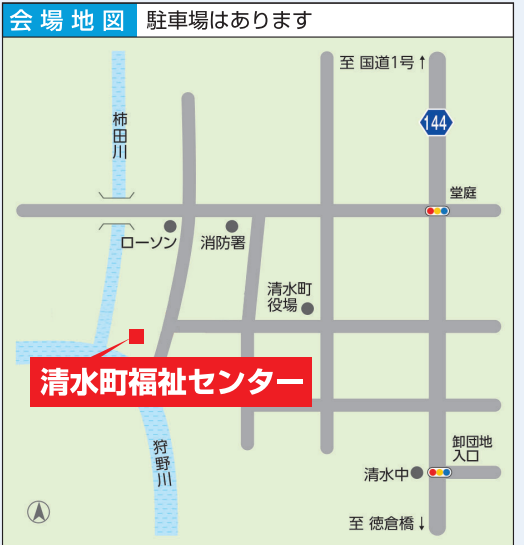 会場地図 駐車場はあります
至 国道1号↑
144
柿田川
堂庭
ローソン
消防署
清水町
役場
清水町福祉センター
狩野川
卸団地
入口
清水中
至 徳倉橋↓